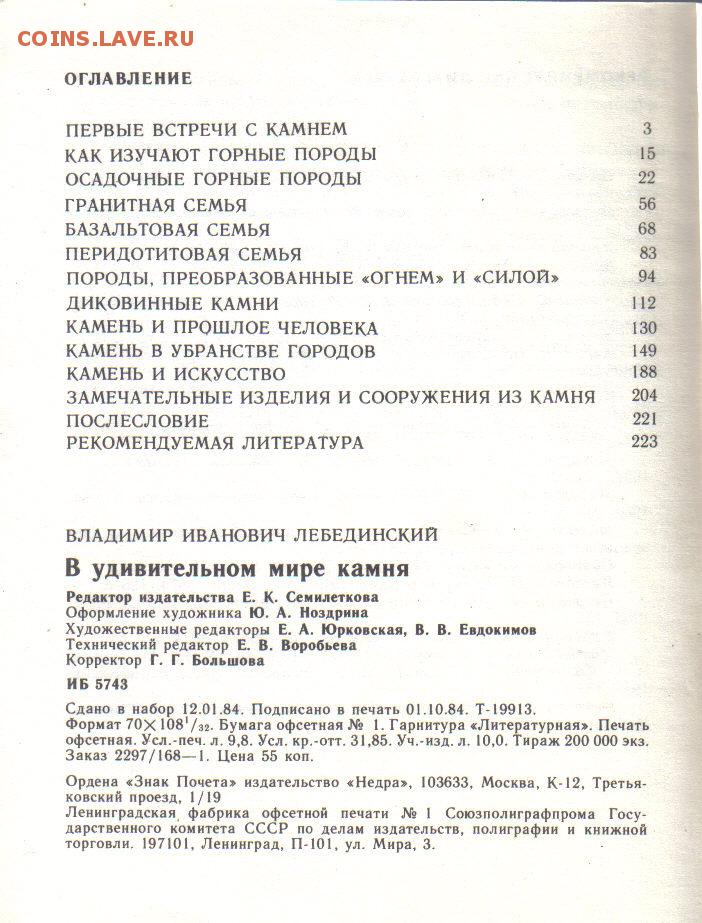 COINS.LAVE.RU
ОГЛАВЛЕНИЕ
ПЕРВЫЕ ВСТРЕЧИ С КАМНЕМ 3
КАК ИЗУЧАЮТ ГОРНЫЕ ПОРОДЫ 15
ОСАДОЧНЫЕ ГОРНЫЕ ПОРОДЫ 22
ГРАНИТНАЯ СЕМЬЯ 56
БАЗАЛЬТОВАЯ СЕМЬЯ 68
ПЕРИДОТИТОВАЯ СЕМЬЯ 83
ПОРОДЫ, ПРЕОБРАЗОВАННЫЕ «ОГНЕМ» И «СИЛОЙ» 94
ДИКОВИННЫЕ КАМНИ 112
КАМЕНЬ И ПРОШЛОЕ ЧЕЛОВЕКА 130
КАМЕНЬ В УБРАНСТВЕ ГОРОДОВ 149
КАМЕНЬ И ИСКУССТВО 188
ЗАМЕЧАТЕЛЬНЫЕ ИЗДЕЛИЯ И СООРУЖЕНИЯ ИЗ КАМНЯ 204
ПОСЛЕСЛОВИЕ 221
РЕКОМЕНДУЕМАЯ ЛИТЕРАТУРА 223
ВЛАДИМИР ИВАНОВИЧ ЛЕБЕДИНСКИЙ
В удивительном мире камня
Редактор издательства Е. К. Семилеткова
Оформление художника Ю. А. Ноздрина
Художественные редакторы Е. А. Юрковская, В. В. Евдокимов
Технический редактор Е. В. Воробьева
Корректор Г. Г. Большова
ИБ 5743
Сдано в набор 12.01.84. Подписано в печать 01.10.84. Т-19913.
Формат 70×108¹/₃₂. Бумага офсетная № 1. Гарнитура «Литературная». Печать
офсетная. Усл.-печ. л. 9,8. Усл. кр.-отт. 31,85. Уч.-изд. л. 10,0. Тираж 200 000 экз.
Заказ 2297/168—1. Цена 55 коп.
Ордена «Знак Почета» издательство «Недра», 103633, Москва, К-12, Третья-
ковский проезд, 1/19
Ленинградская фабрика офсетной печати № 1 Союзполиграфпрома Госу-
дарственного комитета СССР по делам издательств, полиграфии и книжной
торговли. 197101, Ленинград, П-101, ул. Мира, 3.